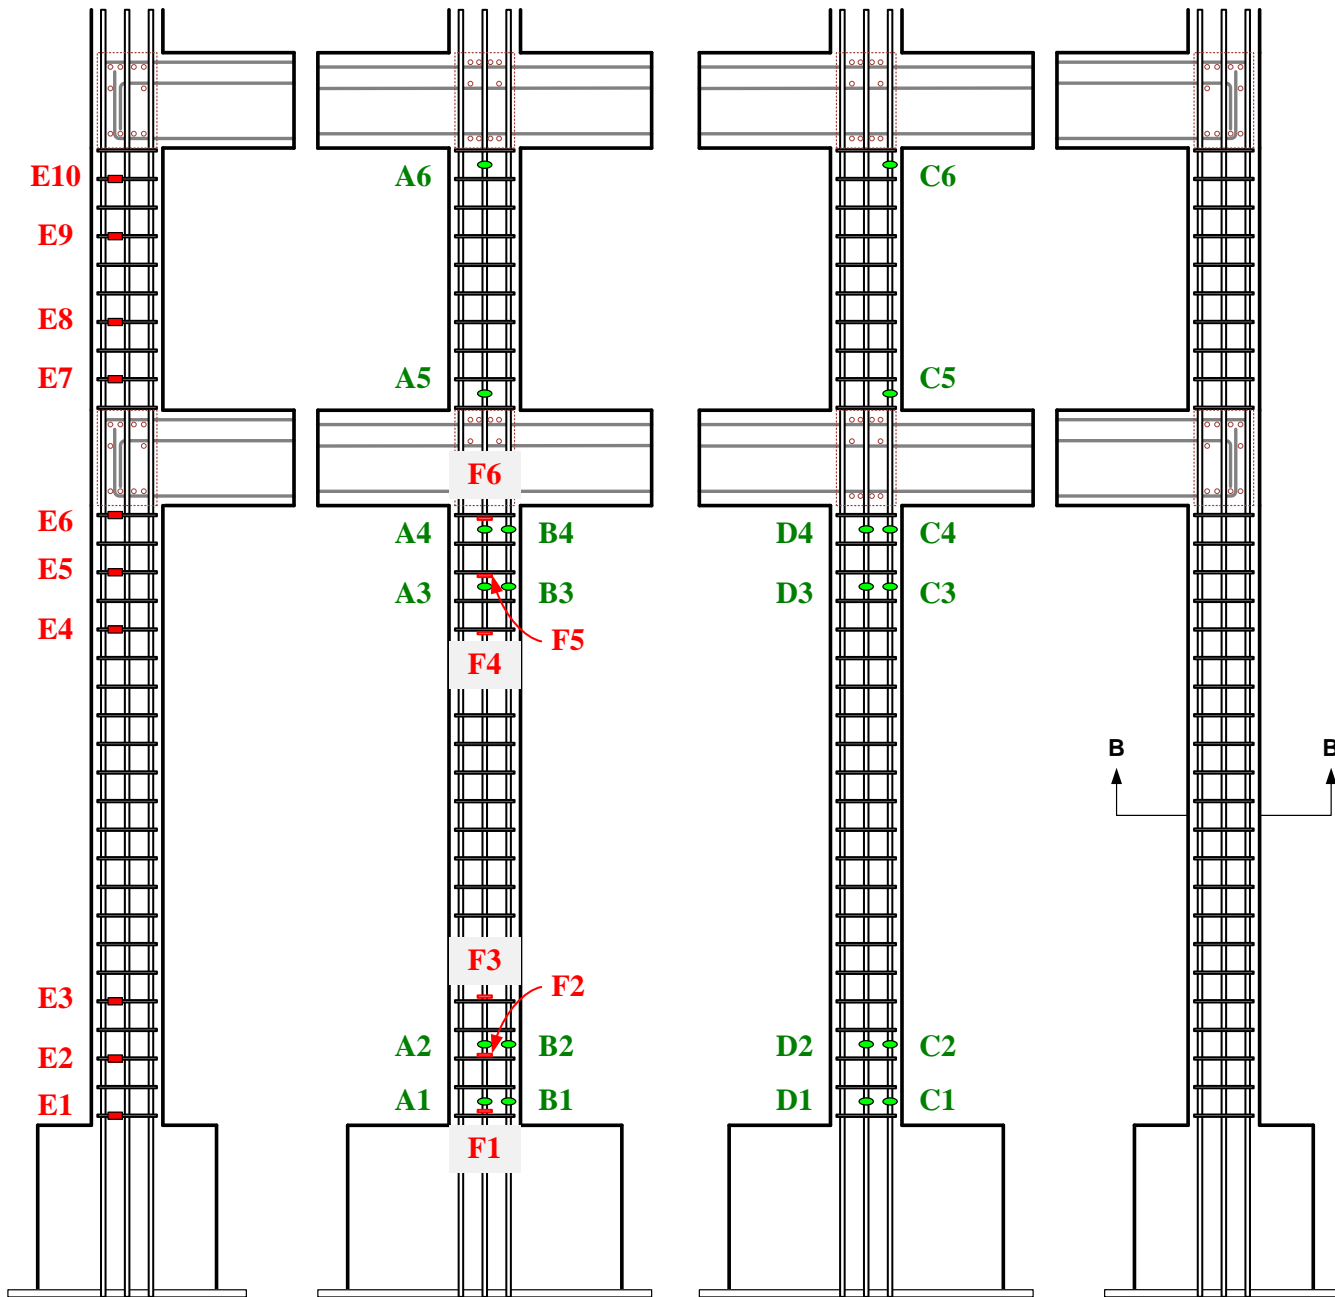 E10 A6 C6
E9
E8
E7 A5 C5
F6
E6 A4 B4 D4 C4
E5 A3 B3 D3 C3
E4 F5
F4
B B
F3
E3 F2
E2 A2 B2 D2 C2
E1 A1 B1 D1 C1
F1